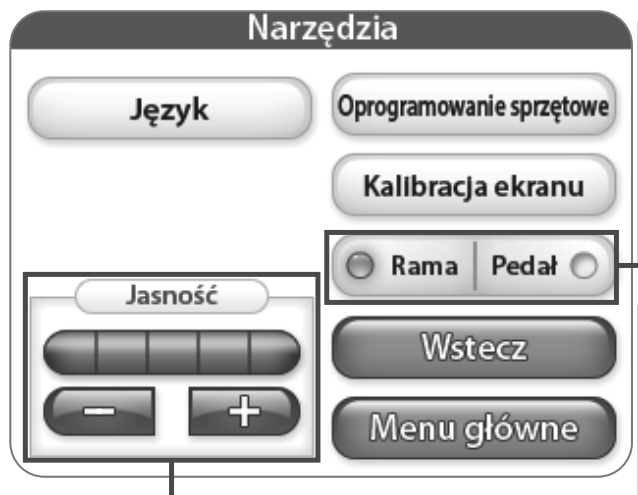 Narzędzia
Język
Oprogramowanie sprzętowe
Kalibracja ekranu
Rama | Pedał
Jasność
Wstecz
− +
Menu główne